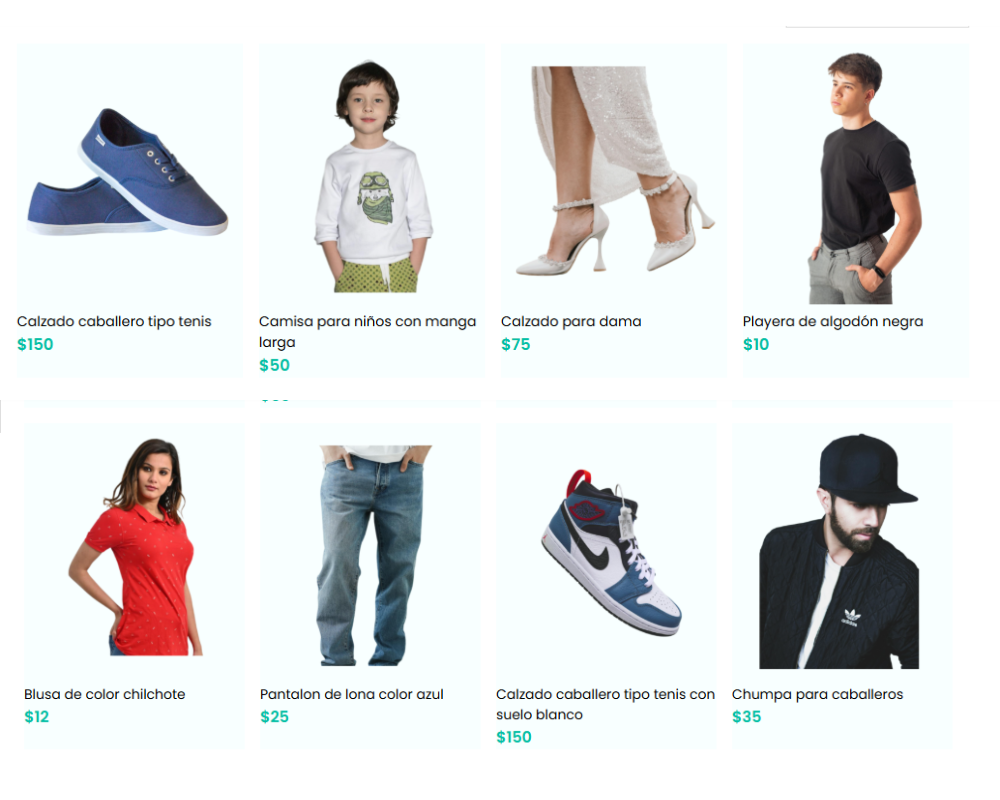 Calzado caballero tipo tenis
$150
Camisa para niños con manga
larga
$50
Calzado para dama
$75
Playera de algodón negra
$10
adidas
Blusa de color chilchote
$12
Pantalon de lona color azul
$25
Calzado caballero tipo tenis con
suelo blanco
$150
Chumpa para caballeros
$35